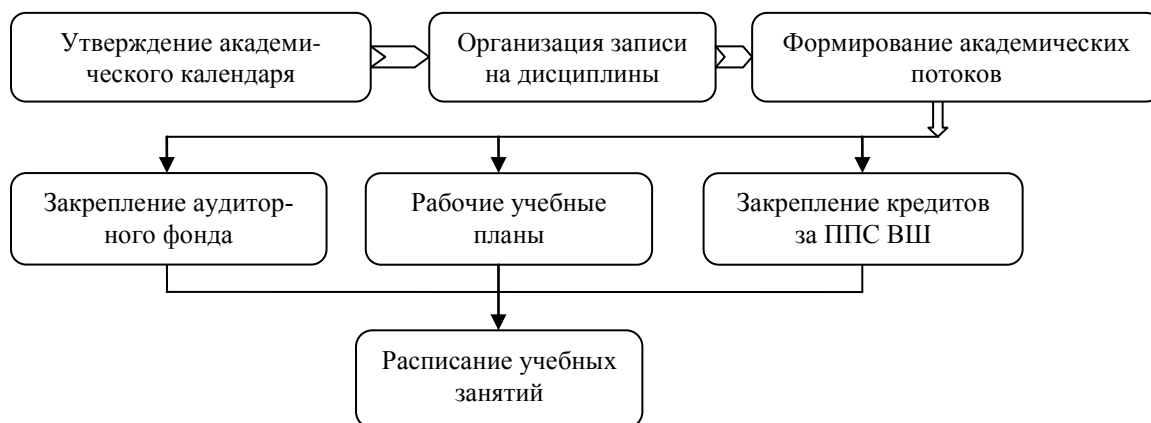 Утверждение академи-
ческого календаря
Организация записи
на дисциплины
Формирование академических
потоков
Закрепление аудитор-
ного фонда
Рабочие учебные
планы
Закрепление кредитов
за ППС ВШ
Расписание учебных
занятий